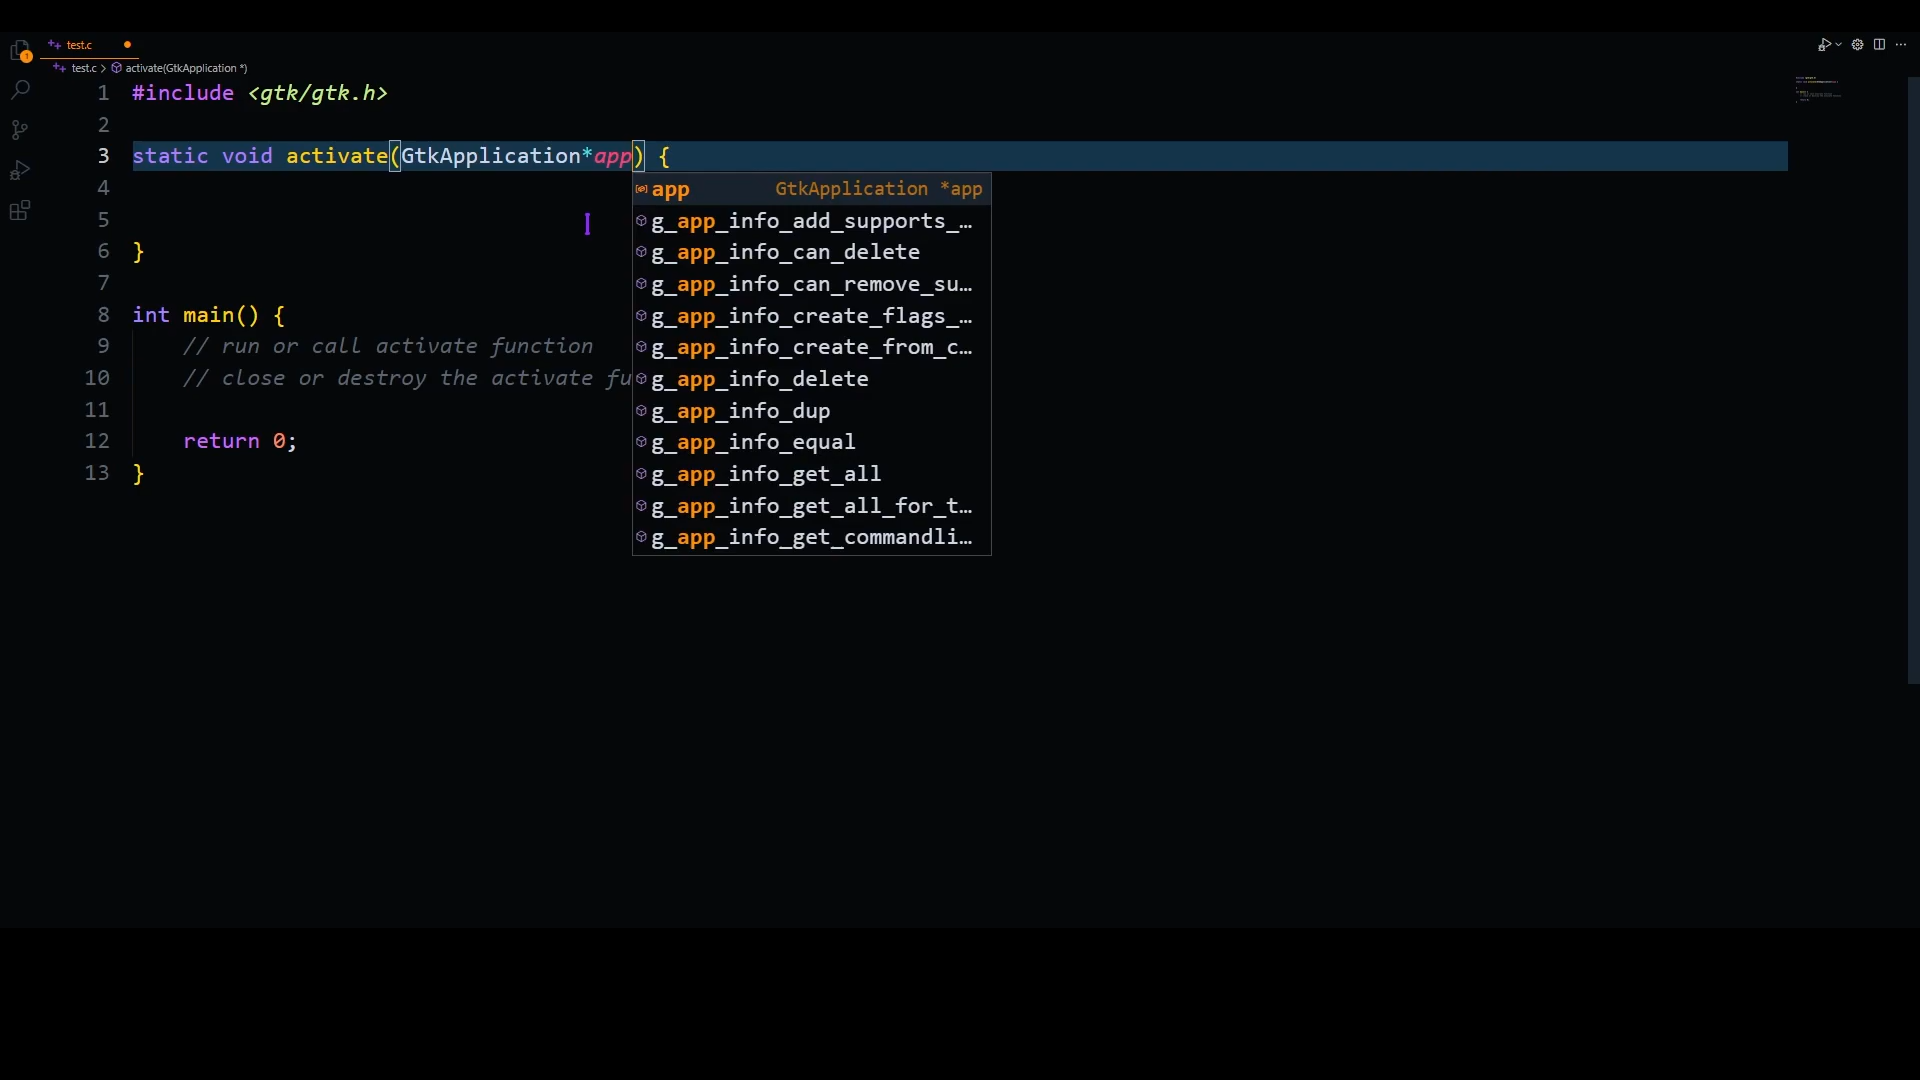 test.c
test.c > activate(GtkApplication *)
1 #include <gtk/gtk.h>
2
3 static void activate(GtkApplication*app) {
4
5
6 }
7
8 int main() {
9 // run or call activate function
10 // close or destroy the activate fu
11
12 return 0;
13 }
app GtkApplication *app
g_app_info_add_supports_…
g_app_info_can_delete
g_app_info_can_remove_su…
g_app_info_create_flags_…
g_app_info_create_from_c…
g_app_info_delete
g_app_info_dup
g_app_info_equal
g_app_info_get_all
g_app_info_get_all_for_t…
g_app_info_get_commandli…